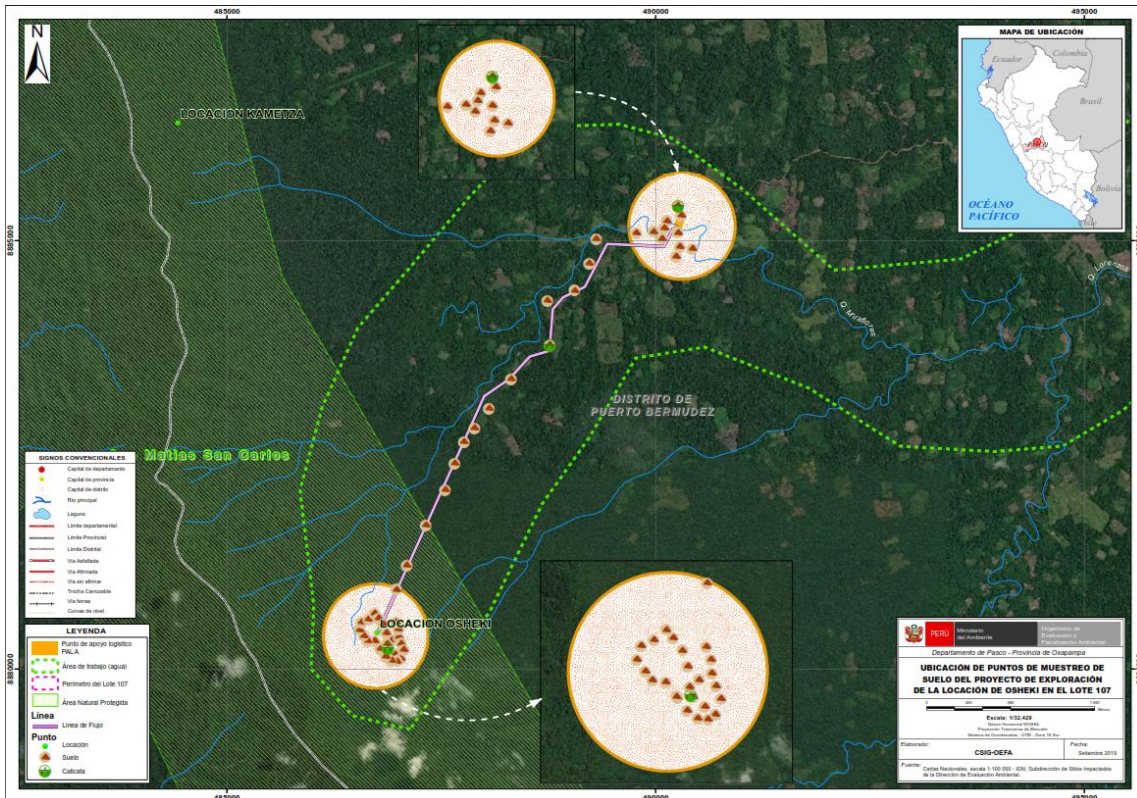 485000
490000
495000
N
LOCACION KAMETZA
MAPA DE UBICACIÓN
Ecuador
Colombia
Brasil
Bolivia
Chile
OCÉANO
PACÍFICO
8885000
Q. Lorenzos
Q. Miraflores
DISTRITO DE
PUERTO BERMUDEZ
Matias San Carlos
LOCACION OSHEKI
SIGNOS CONVENCIONALES
Capital de departamento
Capital de provincia
Capital de distrito
Río principal
Laguna
Límite departamental
Límite Provincial
Límite Distrital
Vía Asfaltada
Vía Afirmada
Vía sin afirmar
Trocha Carrozable
Vía férrea
Curvas de nivel
LEYENDA
Punto de apoyo logístico
PALA
Área de trabajo (agua)
Perímetro del Lote 107
Área Natural Protegida
Línea
Línea de Flujo
Punto
Locación
Suelo
Calicata
8880000
8880000
PERÚ
Ministerio
del Ambiente
Organismo de
Evaluación y
Fiscalización Ambiental
Departamento de Pasco - Provincia de Oxapampa
UBICACIÓN DE PUNTOS DE MUESTREO DE
SUELO DEL PROYECTO DE EXPLORACIÓN
DE LA LOCACIÓN DE OSHEKI EN EL LOTE 107
Escala: 1/32,429
Elaborado:
CSIG-OEFA
Fecha:
Setiembre 2019
Fuente:
Cartas Nacionales, escala 1:100 000 - IGN; Subdirección de Sitios Impactados
de la Dirección de Evaluación Ambiental.
485000
490000
495000